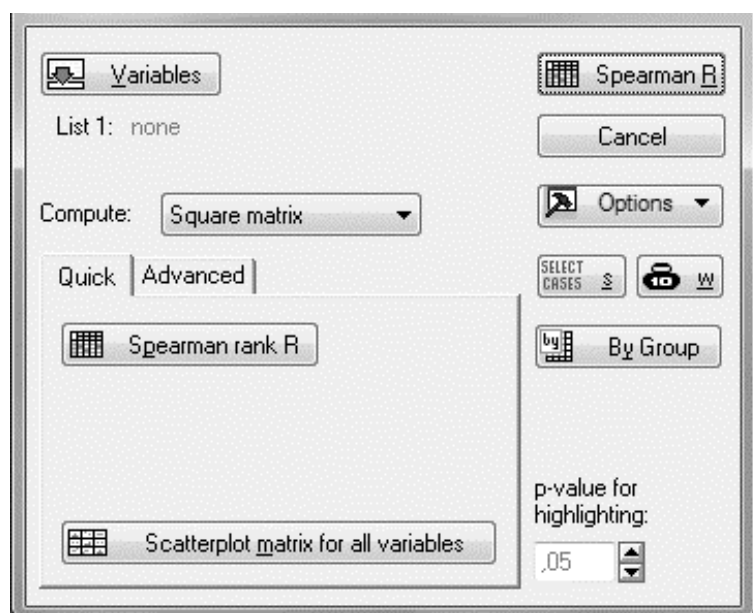 Variables
Spearman R
List 1: none
Cancel
Compute: Square matrix
Options
Quick Advanced
SELECT CASES S
W
Spearman rank R
by By Group
p-value for
highlighting:
Scatterplot matrix for all variables
,05